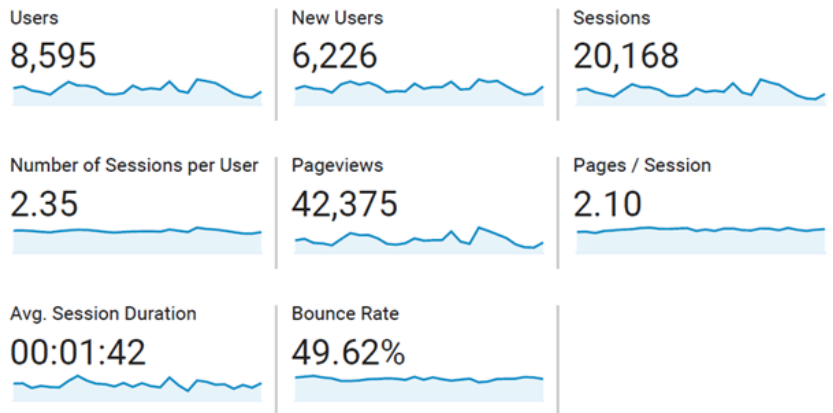 Users
8,595
New Users
6,226
Sessions
20,168
Number of Sessions per User
2.35
Pageviews
42,375
Pages / Session
2.10
Avg. Session Duration
00:01:42
Bounce Rate
49.62%